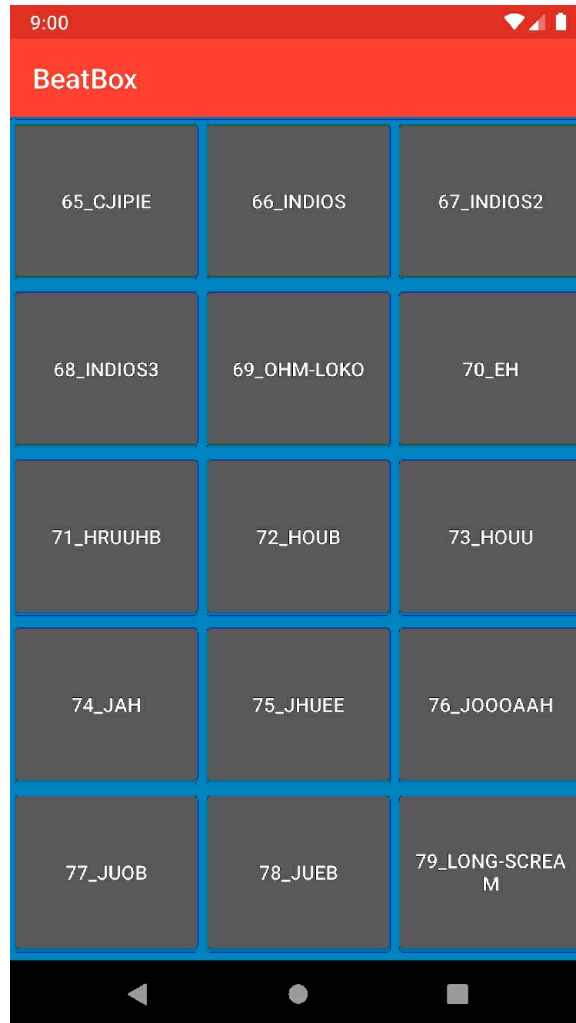 9:00
BeatBox
65_CJIPIE
66_INDIOS
67_INDIOS2
68_INDIOS3
69_OHM-LOKO
70_EH
71_HRUUHB
72_HOUB
73_HOUU
74_JAH
75_JHUEE
76_JOOOAAH
77_JUOB
78_JUEB
79_LONG-SCREA
M